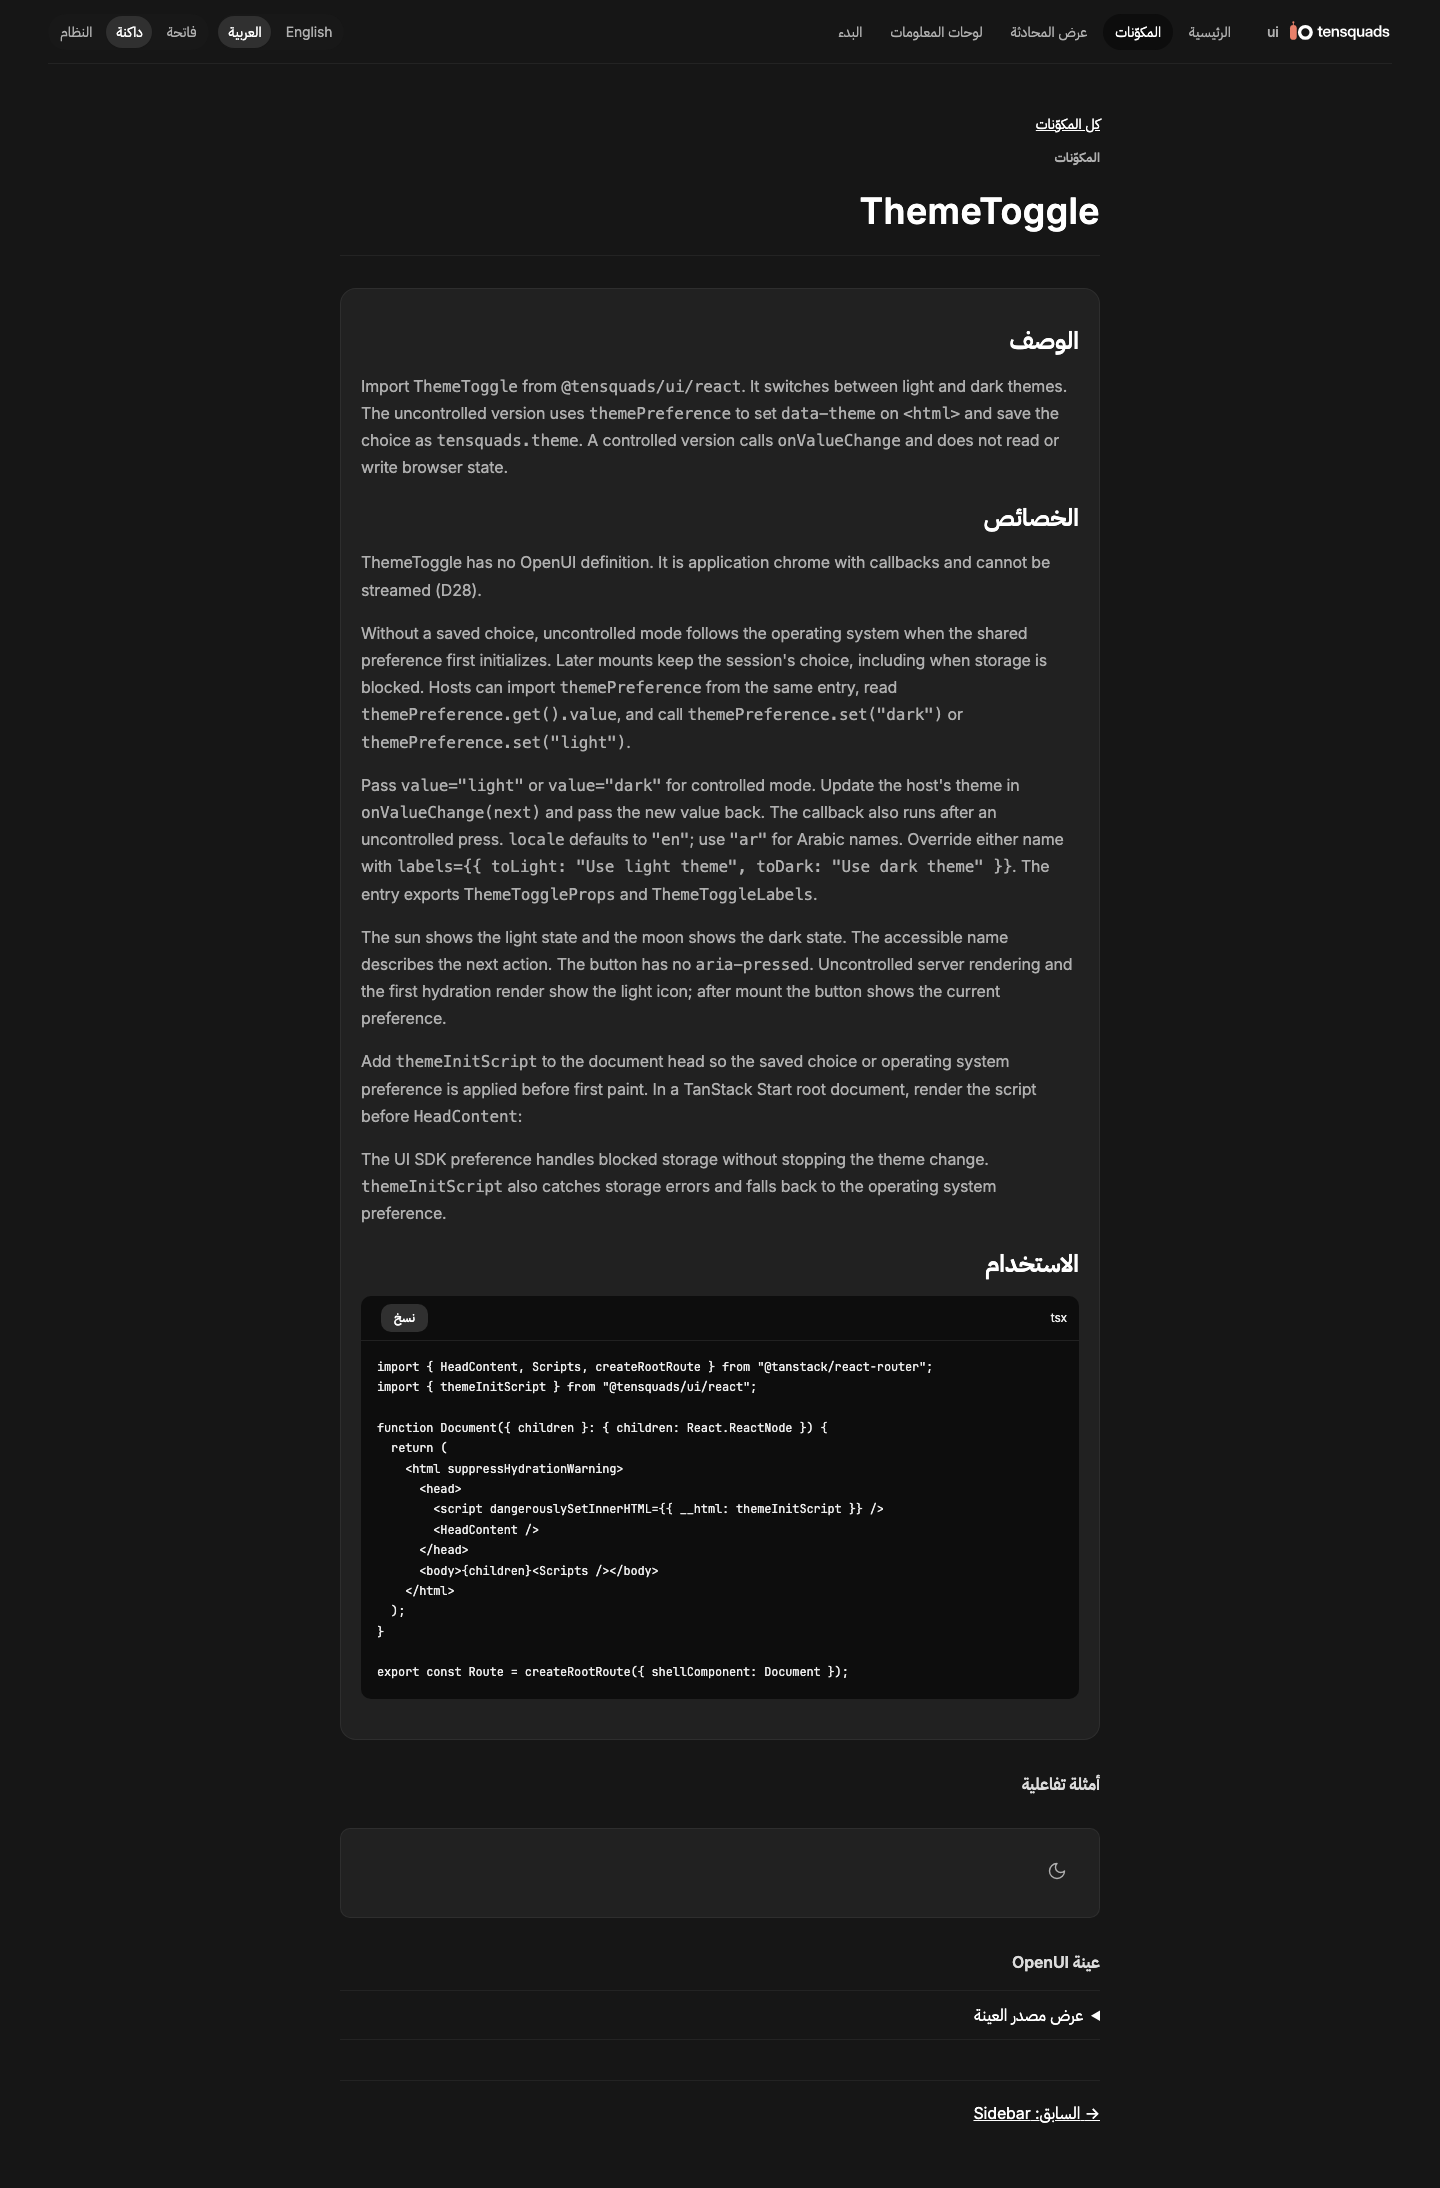 tensquads ui
الرئيسية
المكوّنات
عرض المحادثة
لوحات المعلومات
البدء
English
العربية
فاتحة
داكنة
النظام
كل المكوّنات
المكوّنات
ThemeToggle
الوصف
Import ThemeToggle from @tensquads/ui/react. It switches between light and dark themes.
The uncontrolled version uses themePreference to set data-theme on <html> and save the
choice as tensquads.theme. A controlled version calls onValueChange and does not read or
write browser state.
الخصائص
ThemeToggle has no OpenUI definition. It is application chrome with callbacks and cannot be
streamed (D28).
Without a saved choice, uncontrolled mode follows the operating system when the shared
preference first initializes. Later mounts keep the session's choice, including when storage is
blocked. Hosts can import themePreference from the same entry, read
themePreference.get().value, and call themePreference.set("dark") or
themePreference.set("light").
Pass value="light" or value="dark" for controlled mode. Update the host's theme in
onValueChange(next) and pass the new value back. The callback also runs after an
uncontrolled press. locale defaults to "en"; use "ar" for Arabic names. Override either name
with labels={{ toLight: "Use light theme", toDark: "Use dark theme" }}. The
entry exports ThemeToggleProps and ThemeToggleLabels.
The sun shows the light state and the moon shows the dark state. The accessible name
describes the next action. The button has no aria-pressed. Uncontrolled server rendering and
the first hydration render show the light icon; after mount the button shows the current
preference.
Add themeInitScript to the document head so the saved choice or operating system
preference is applied before first paint. In a TanStack Start root document, render the script
before HeadContent:
The UI SDK preference handles blocked storage without stopping the theme change.
themeInitScript also catches storage errors and falls back to the operating system
preference.
الاستخدام
tsx
نسخ
import { HeadContent, Scripts, createRootRoute } from "@tanstack/react-router";
import { themeInitScript } from "@tensquads/ui/react";
function Document({ children }: { children: React.ReactNode }) {
  return (
    <html suppressHydrationWarning>
      <head>
        <script dangerouslySetInnerHTML={{ __html: themeInitScript }} />
        <HeadContent />
      </head>
      <body>{children}<Scripts /></body>
    </html>
  );
}
export const Route = createRootRoute({ shellComponent: Document });
أمثلة تفاعلية
عينة OpenUI
عرض مصدر العينة
→ السابق: Sidebar